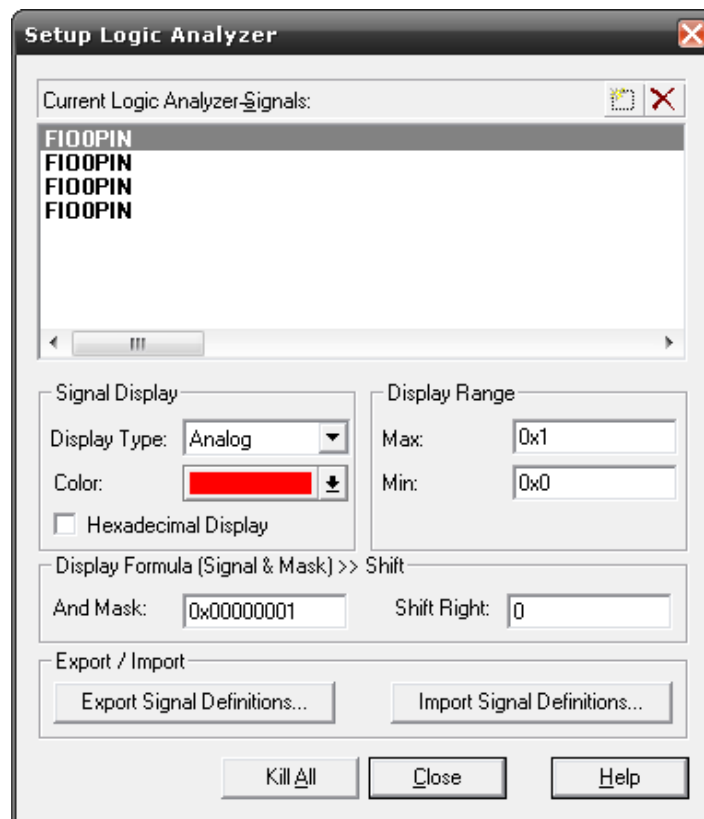 Setup Logic Analyzer
Current Logic Analyzer-Signals:
FIO0PIN
FIO0PIN
FIO0PIN
FIO0PIN
Signal Display
Display Type: Analog
Color:
Hexadecimal Display
Display Range
Max: 0x1
Min: 0x0
Display Formula (Signal & Mask) >> Shift
And Mask: 0x00000001 Shift Right: 0
Export / Import
Export Signal Definitions... Import Signal Definitions...
Kill All Close Help